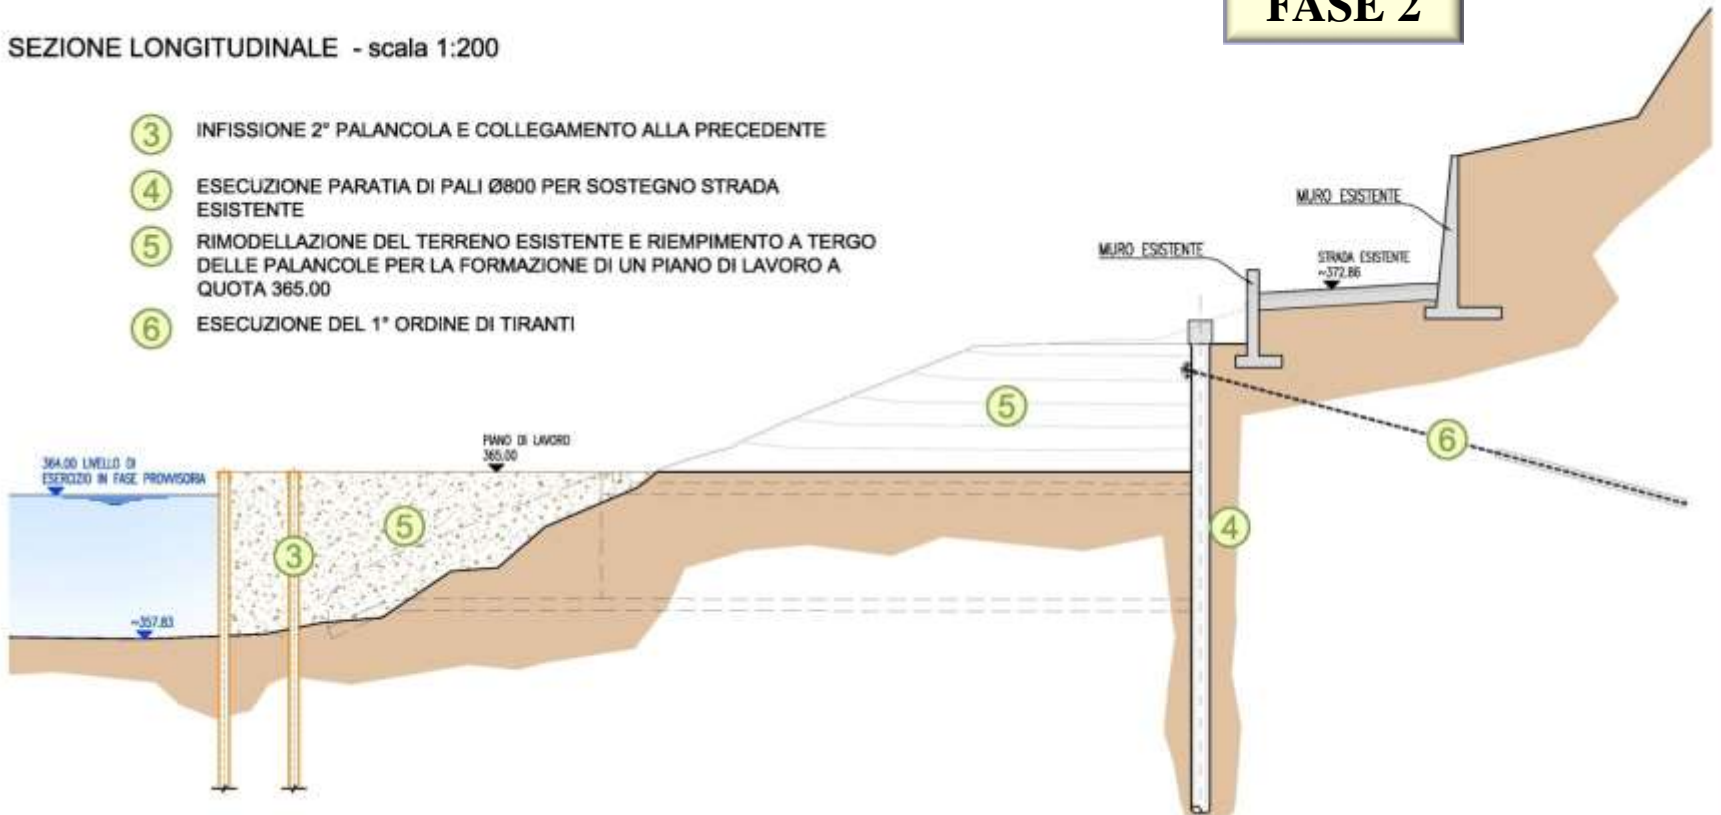 FASE 2
SEZIONE LONGITUDINALE - scala 1:200
3 INFISSIONE 2° PALANCOLA E COLLEGAMENTO ALLA PRECEDENTE
4 ESECUZIONE PARATIA DI PALI Ø800 PER SOSTEGNO STRADA
ESISTENTE
5 RIMODELLAZIONE DEL TERRENO ESISTENTE E RIEMPIMENTO A TERGO
DELLE PALANCOLE PER LA FORMAZIONE DI UN PIANO DI LAVORO A
QUOTA 365.00
6 ESECUZIONE DEL 1° ORDINE DI TIRANTI
MURO ESISTENTE
MURO ESISTENTE
STRADA ESISTENTE
~372.86
5
6
PIANO DI LAVORO
365.00
364.00 LIVELLO DI
ESERCIZIO IN FASE PROVVISORIA
5
4
3
~357.83